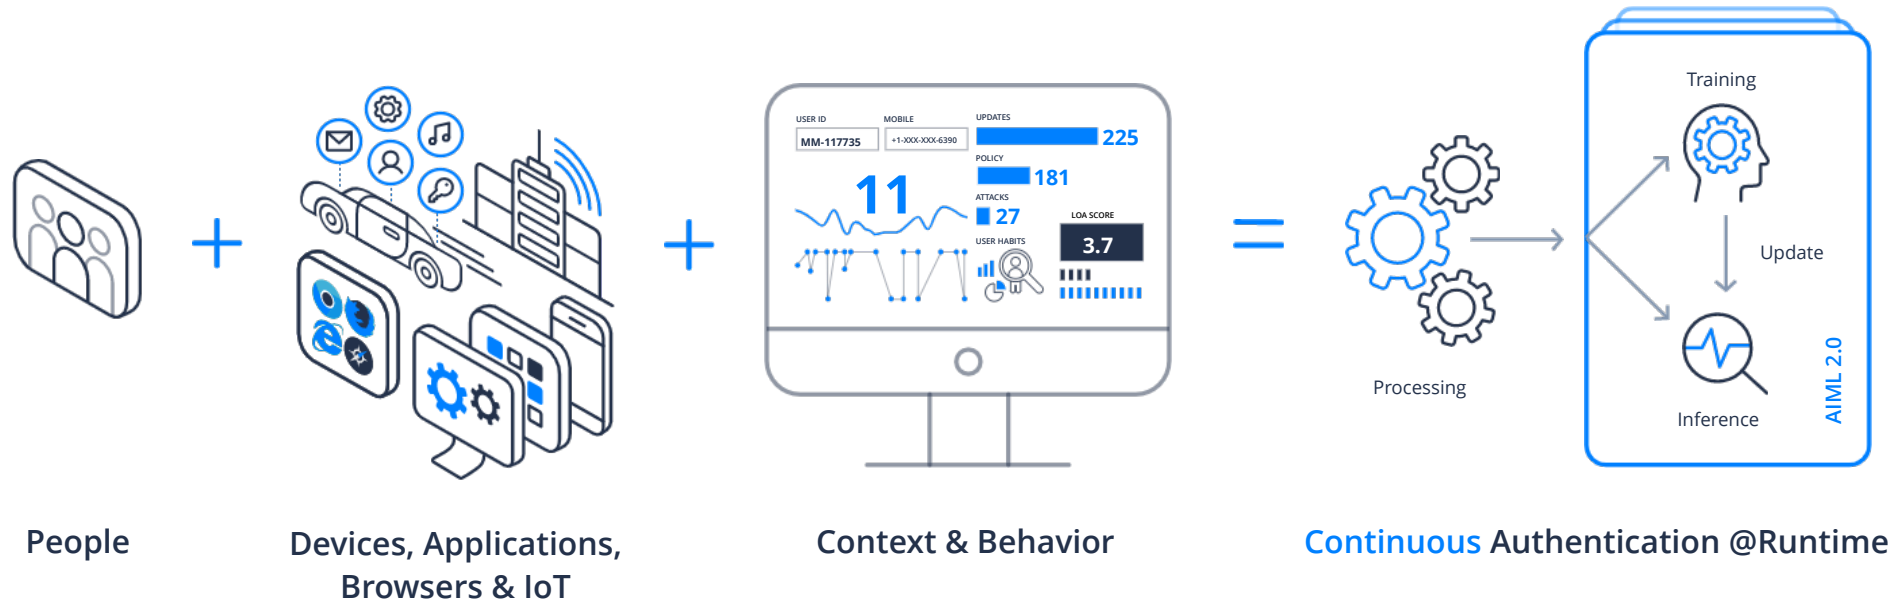 People
Devices, Applications,
Browsers & IoT
USER ID
MM-117735
MOBILE
+1-XXX-XXX-6390
11
UPDATES
225
POLICY
181
ATTACKS
27
USER HABITS
LOA SCORE
3.7
Context & Behavior
Processing
Training
Update
Inference
AIML 2.0
Continuous Authentication @Runtime